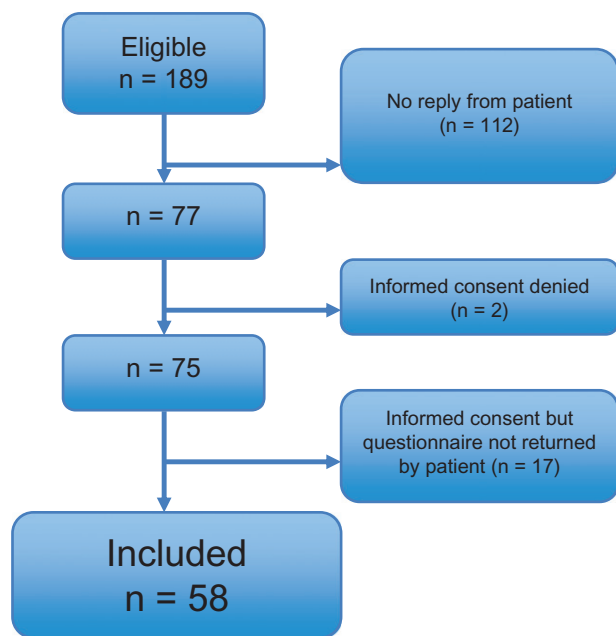 Eligible
n = 189
No reply from patient
(n = 112)
n = 77
Informed consent denied
(n = 2)
n = 75
Informed consent but
questionnaire not returned
by patient (n = 17)
Included
n = 58